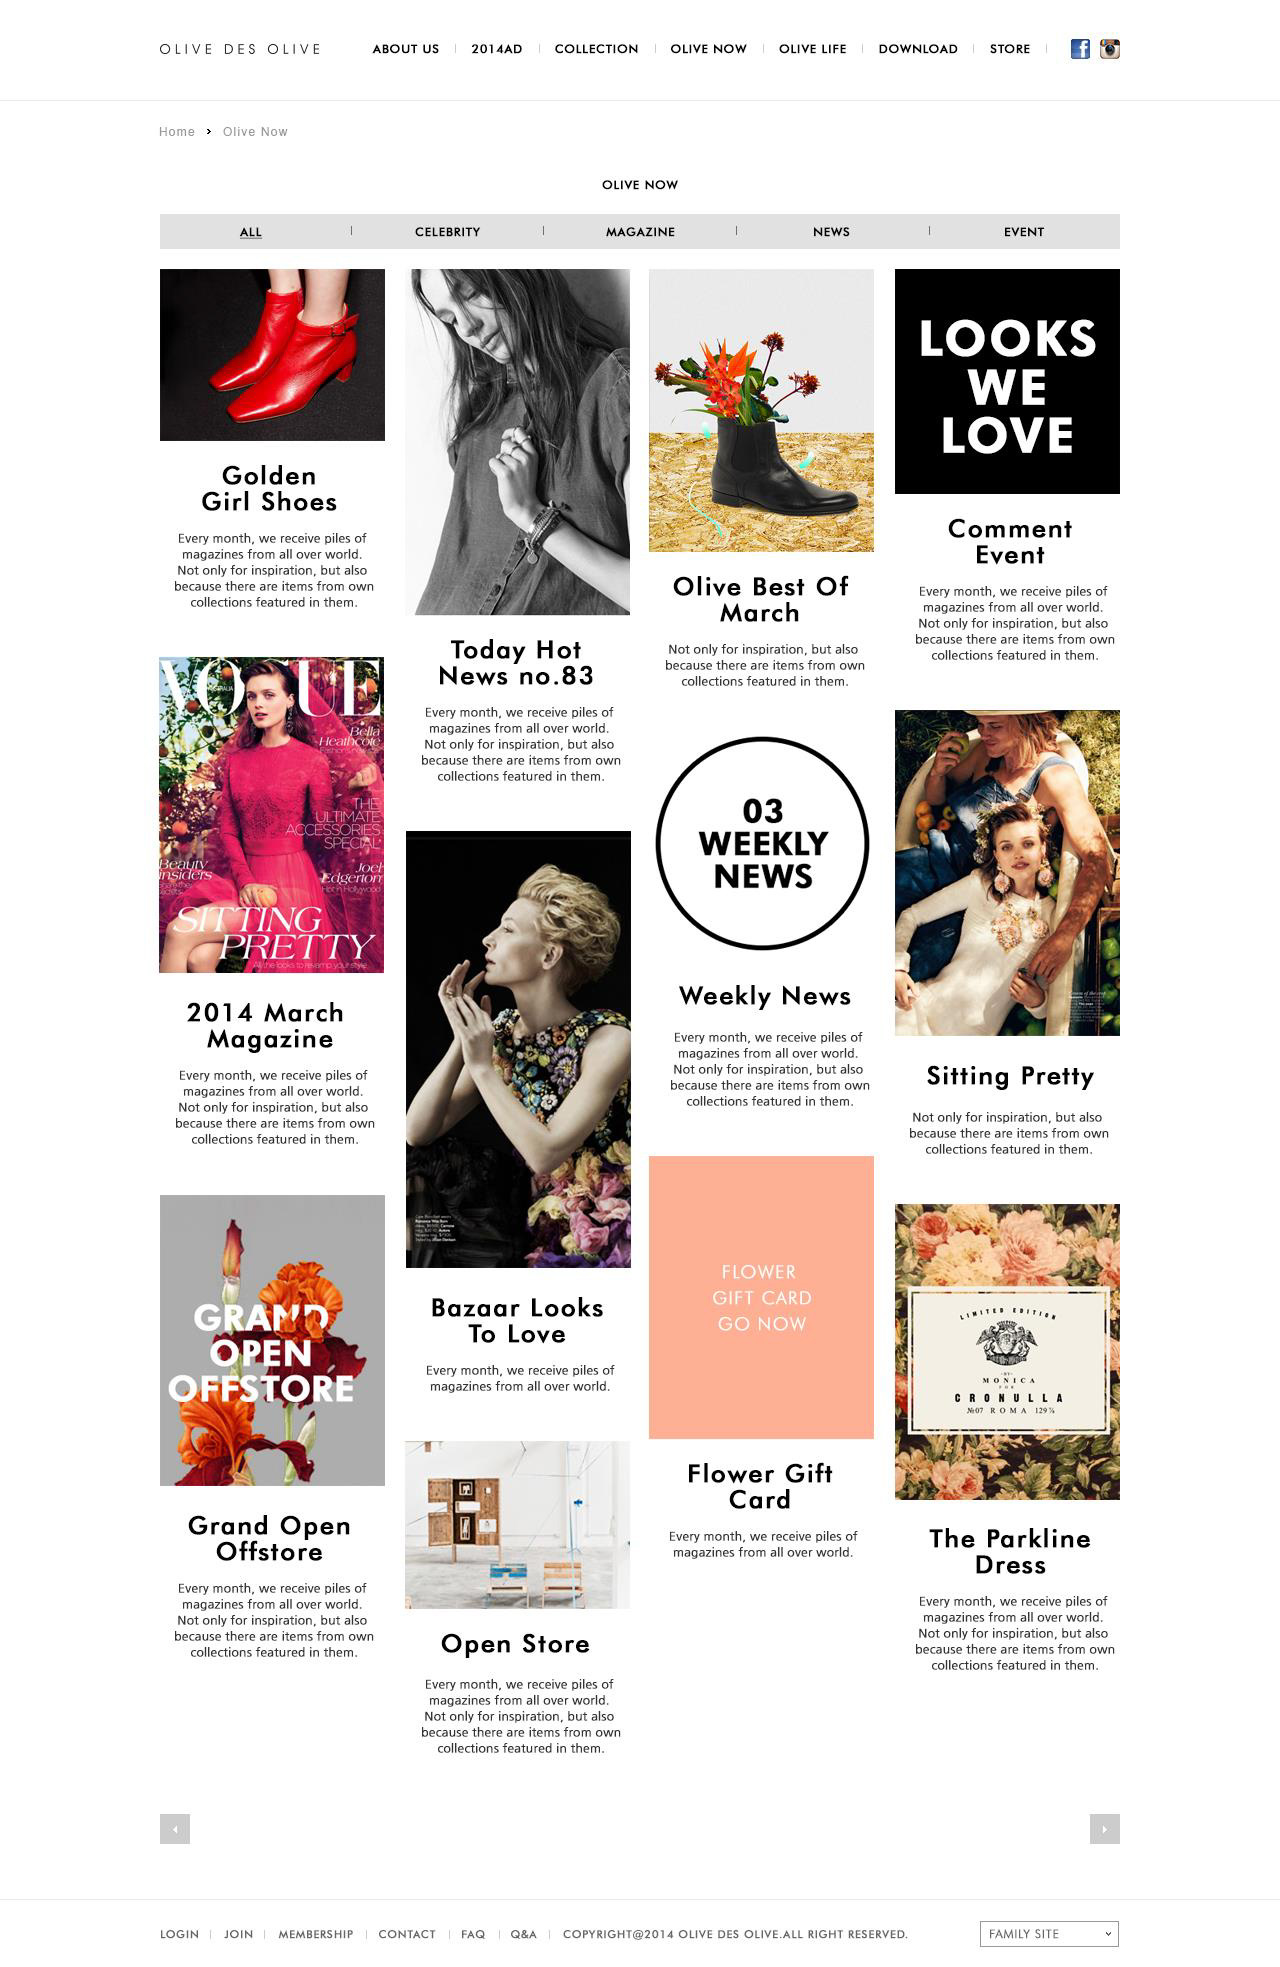 OLIVE DES OLIVE
ABOUT US
2014AD
COLLECTION
OLIVE NOW
OLIVE LIFE
DOWNLOAD
STORE
Home
Olive Now
OLIVE NOW
ALL
CELEBRITY
MAGAZINE
NEWS
EVENT
Golden
Girl Shoes
Every month, we receive piles of
magazines from all over world.
Not only for inspiration, but also
because there are items from own
collections featured in them.
VOGUE
AUSTRALIA
Bella
Heathcote
THE
ULTIMATE
ACCESSORIES
SPECIAL
Beauty
insiders
Joel
Edgerton
Hot in Hollywood
SITTING
PRETTY
All the looks to revamp your style
2014 March
Magazine
Every month, we receive piles of
magazines from all over world.
Not only for inspiration, but also
because there are items from own
collections featured in them.
GRAND
OPEN
OFFSTORE
Grand Open
Offstore
Every month, we receive piles of
magazines from all over world.
Not only for inspiration, but also
because there are items from own
collections featured in them.
Today Hot
News no.83
Every month, we receive piles of
magazines from all over world.
Not only for inspiration, but also
because there are items from own
collections featured in them.
Bazaar Looks
To Love
Every month, we receive piles of
magazines from all over world.
Open Store
Every month, we receive piles of
magazines from all over world.
Not only for inspiration, but also
because there are items from own
collections featured in them.
Olive Best Of
March
Not only for inspiration, but also
because there are items from own
collections featured in them.
03
WEEKLY
NEWS
Weekly News
Every month, we receive piles of
magazines from all over world.
Not only for inspiration, but also
because there are items from own
collections featured in them.
FLOWER
GIFT CARD
GO NOW
Flower Gift
Card
Every month, we receive piles of
magazines from all over world.
LOOKS
WE
LOVE
Comment
Event
Every month, we receive piles of
magazines from all over world.
Not only for inspiration, but also
because there are items from own
collections featured in them.
Sitting Pretty
Not only for inspiration, but also
because there are items from own
collections featured in them.
LIMITED EDITION
BY
MONICA
FOR
CRONULLA
№07 ROMA 129⅞
The Parkline
Dress
Every month, we receive piles of
magazines from all over world.
Not only for inspiration, but also
because there are items from own
collections featured in them.
LOGIN
JOIN
MEMBERSHIP
CONTACT
FAQ
Q&A
COPYRIGHT@2014 OLIVE DES OLIVE.ALL RIGHT RESERVED.
FAMILY SITE